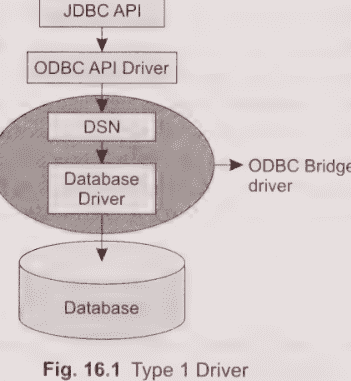 JDBC API
ODBC API Driver
DSN
Database
Driver
ODBC Bridge
driver
Database
Fig. 16.1 Type 1 Driver